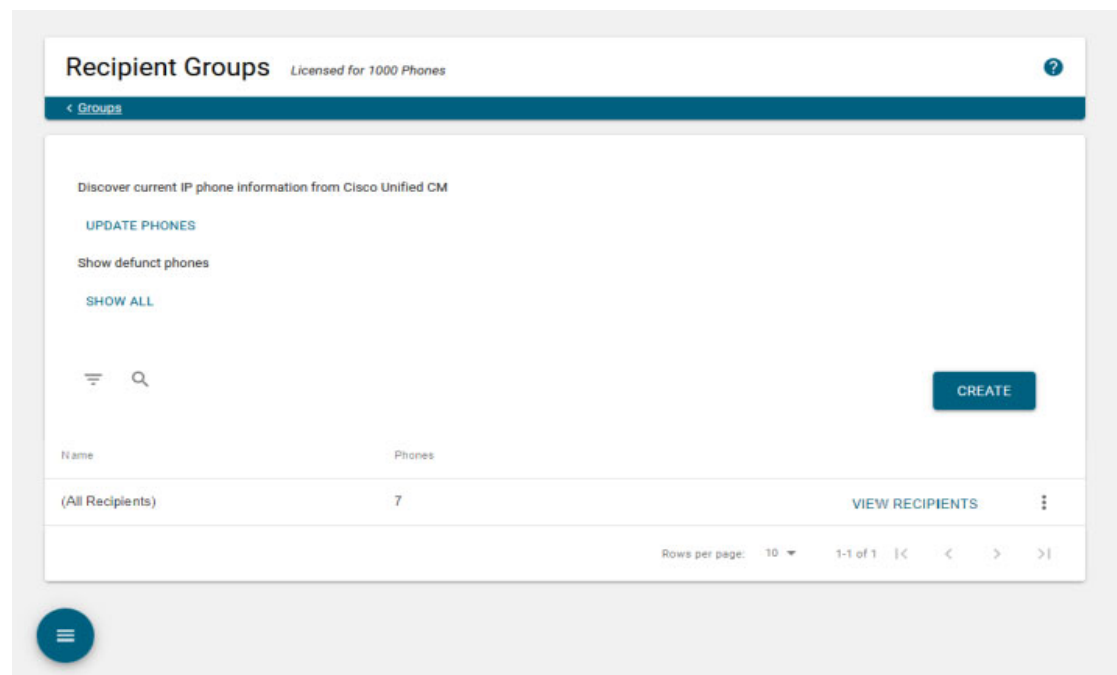 Recipient Groups Licensed for 1000 Phones
< Groups
Discover current IP phone information from Cisco Unified CM
UPDATE PHONES
Show defunct phones
SHOW ALL
CREATE
Name Phones
(All Recipients) 7 VIEW RECIPIENTS
Rows per page: 10 1-1 of 1